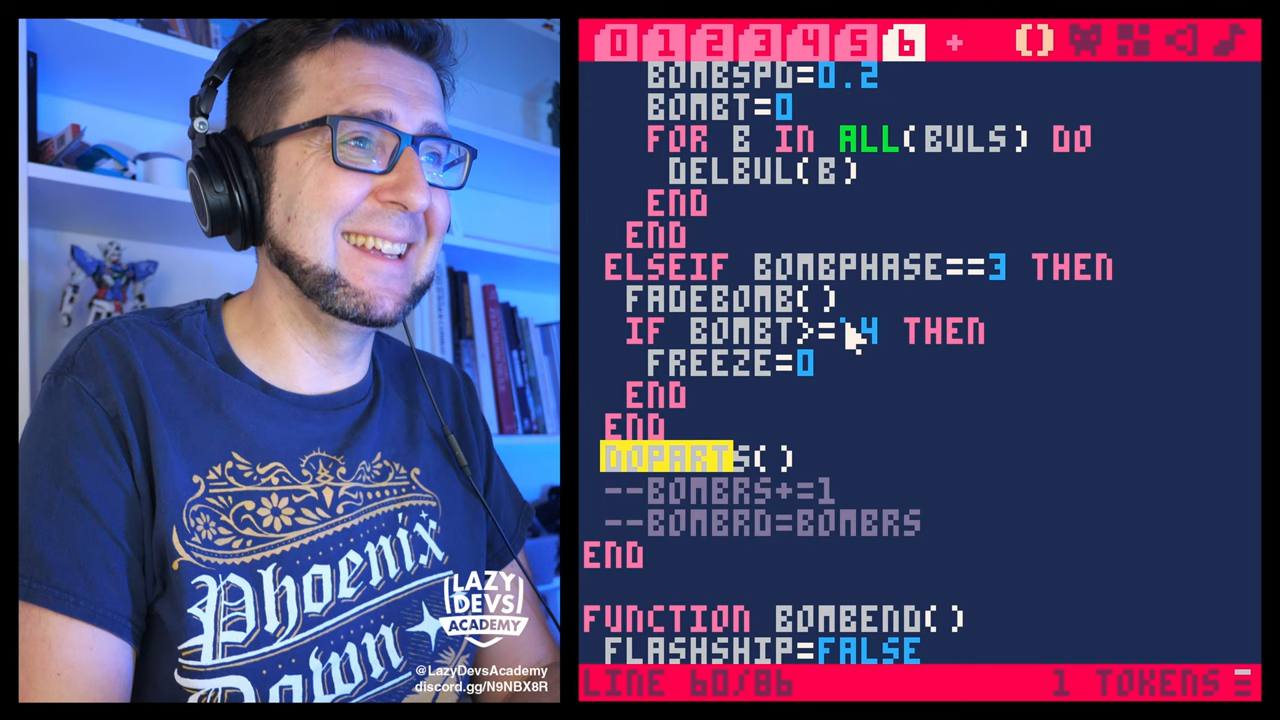 Phoenix
Down
LAZY
DEVS
ACADEMY
@LazyDevsAcademy
discord.gg/N9NBX8R
0 1 2 3 4 5 6 + ()
BOMBSPD=0.2
BOMBT=0
FOR B IN ALL(BULS) DO
DELBUL(B)
END
END
ELSEIF BOMBPHASE==3 THEN
FADEBOMB()
IF BOMBT>= 4 THEN
FREEZE=0
END
END
DOPARTS()
--BOMBRS+=1
--BOMBRD=BOMBRS
END
FUNCTION BOMBEND()
FLASHSHIP=FALSE
LINE 60/86
1 TOKENS